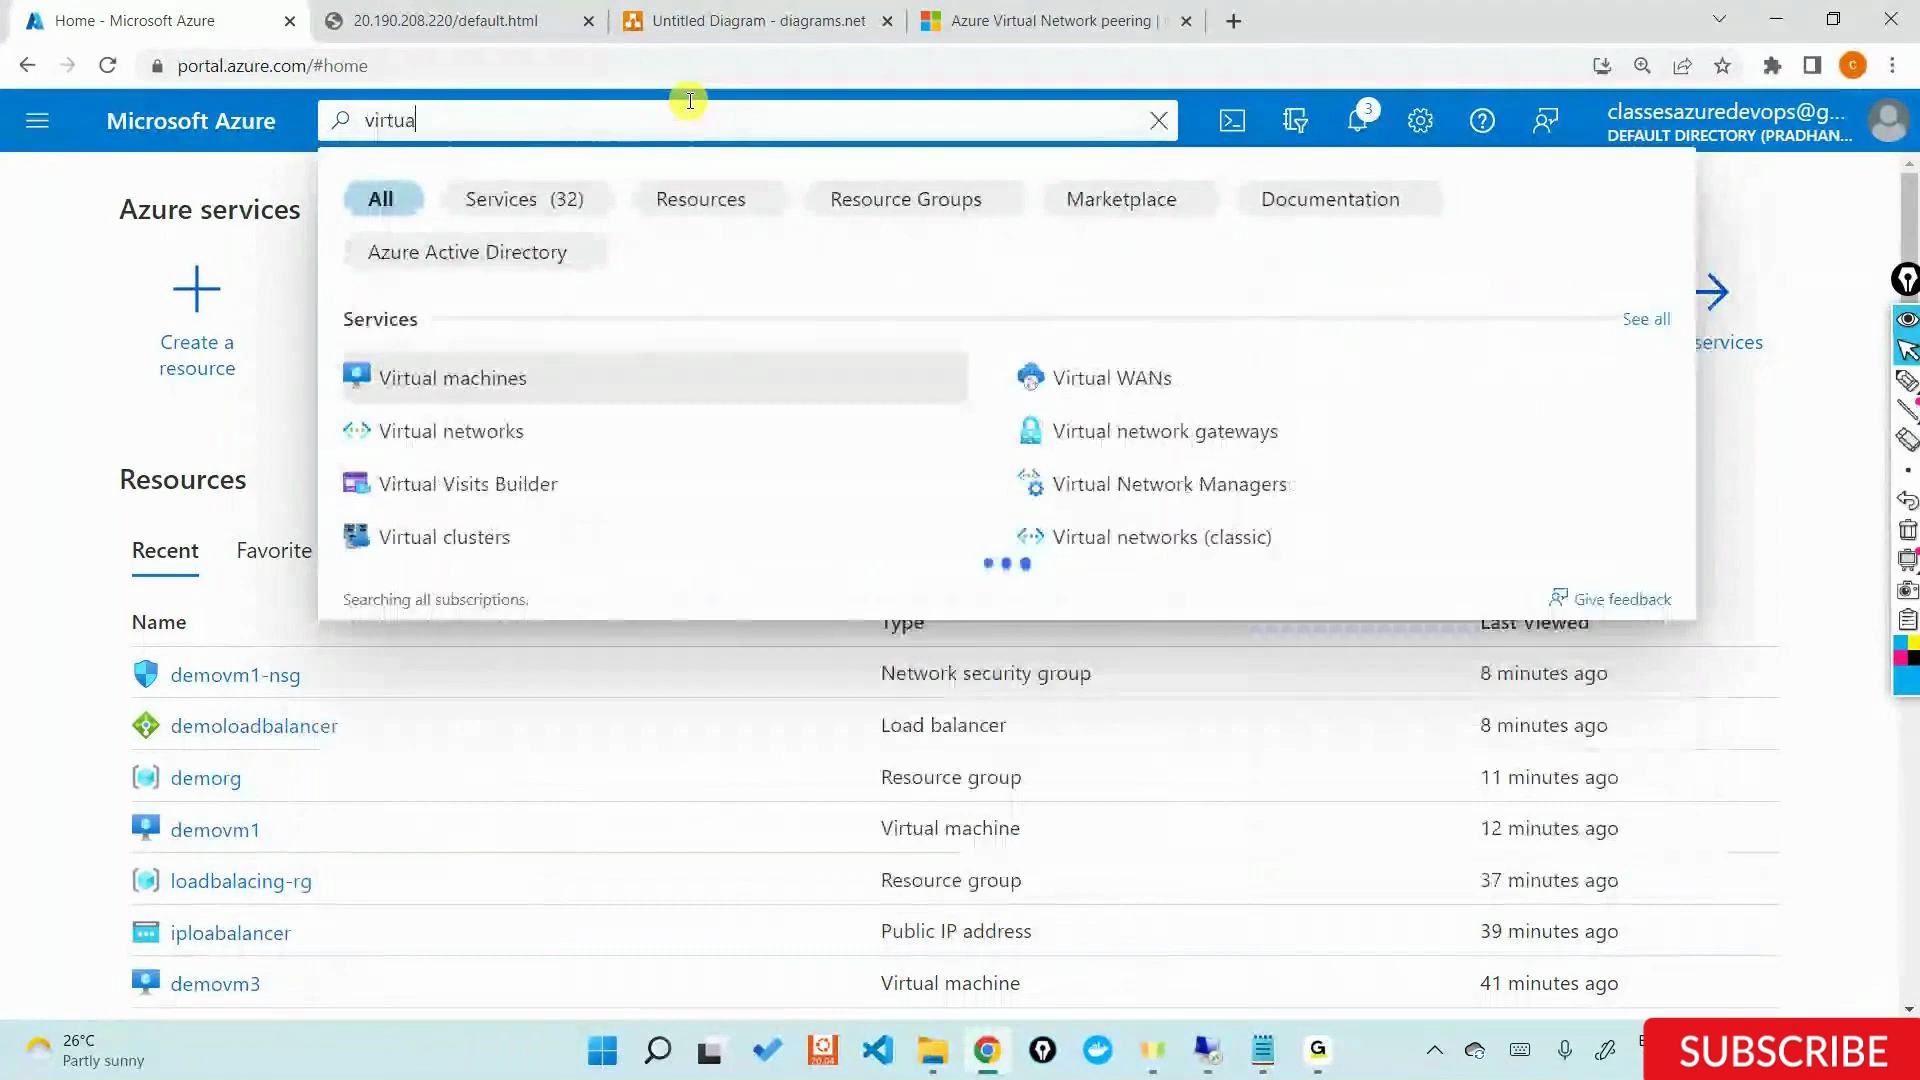 Home - Microsoft Azure
20.190.208.220/default.html
Untitled Diagram - diagrams.net
Azure Virtual Network peering |
portal.azure.com/#home
C
Microsoft Azure
virtua
3
classesazuredevops@g...
DEFAULT DIRECTORY (PRADHAN...
All
Services (32)
Resources
Resource Groups
Marketplace
Documentation
Azure Active Directory
Azure services
Create a
resource
services
Services
See all
Virtual machines
Virtual WANs
Virtual networks
Virtual network gateways
Virtual Visits Builder
Virtual Network Managers
Virtual clusters
Virtual networks (classic)
Searching all subscriptions.
Give feedback
Resources
Recent
Favorite
Name
Type
Last Viewed
demovm1-nsg
Network security group
8 minutes ago
demoloadbalancer
Load balancer
8 minutes ago
demorg
Resource group
11 minutes ago
demovm1
Virtual machine
12 minutes ago
loadbalacing-rg
Resource group
37 minutes ago
iploabalancer
Public IP address
39 minutes ago
demovm3
Virtual machine
41 minutes ago
26°C
Partly sunny
20.04
G
SUBSCRIBE